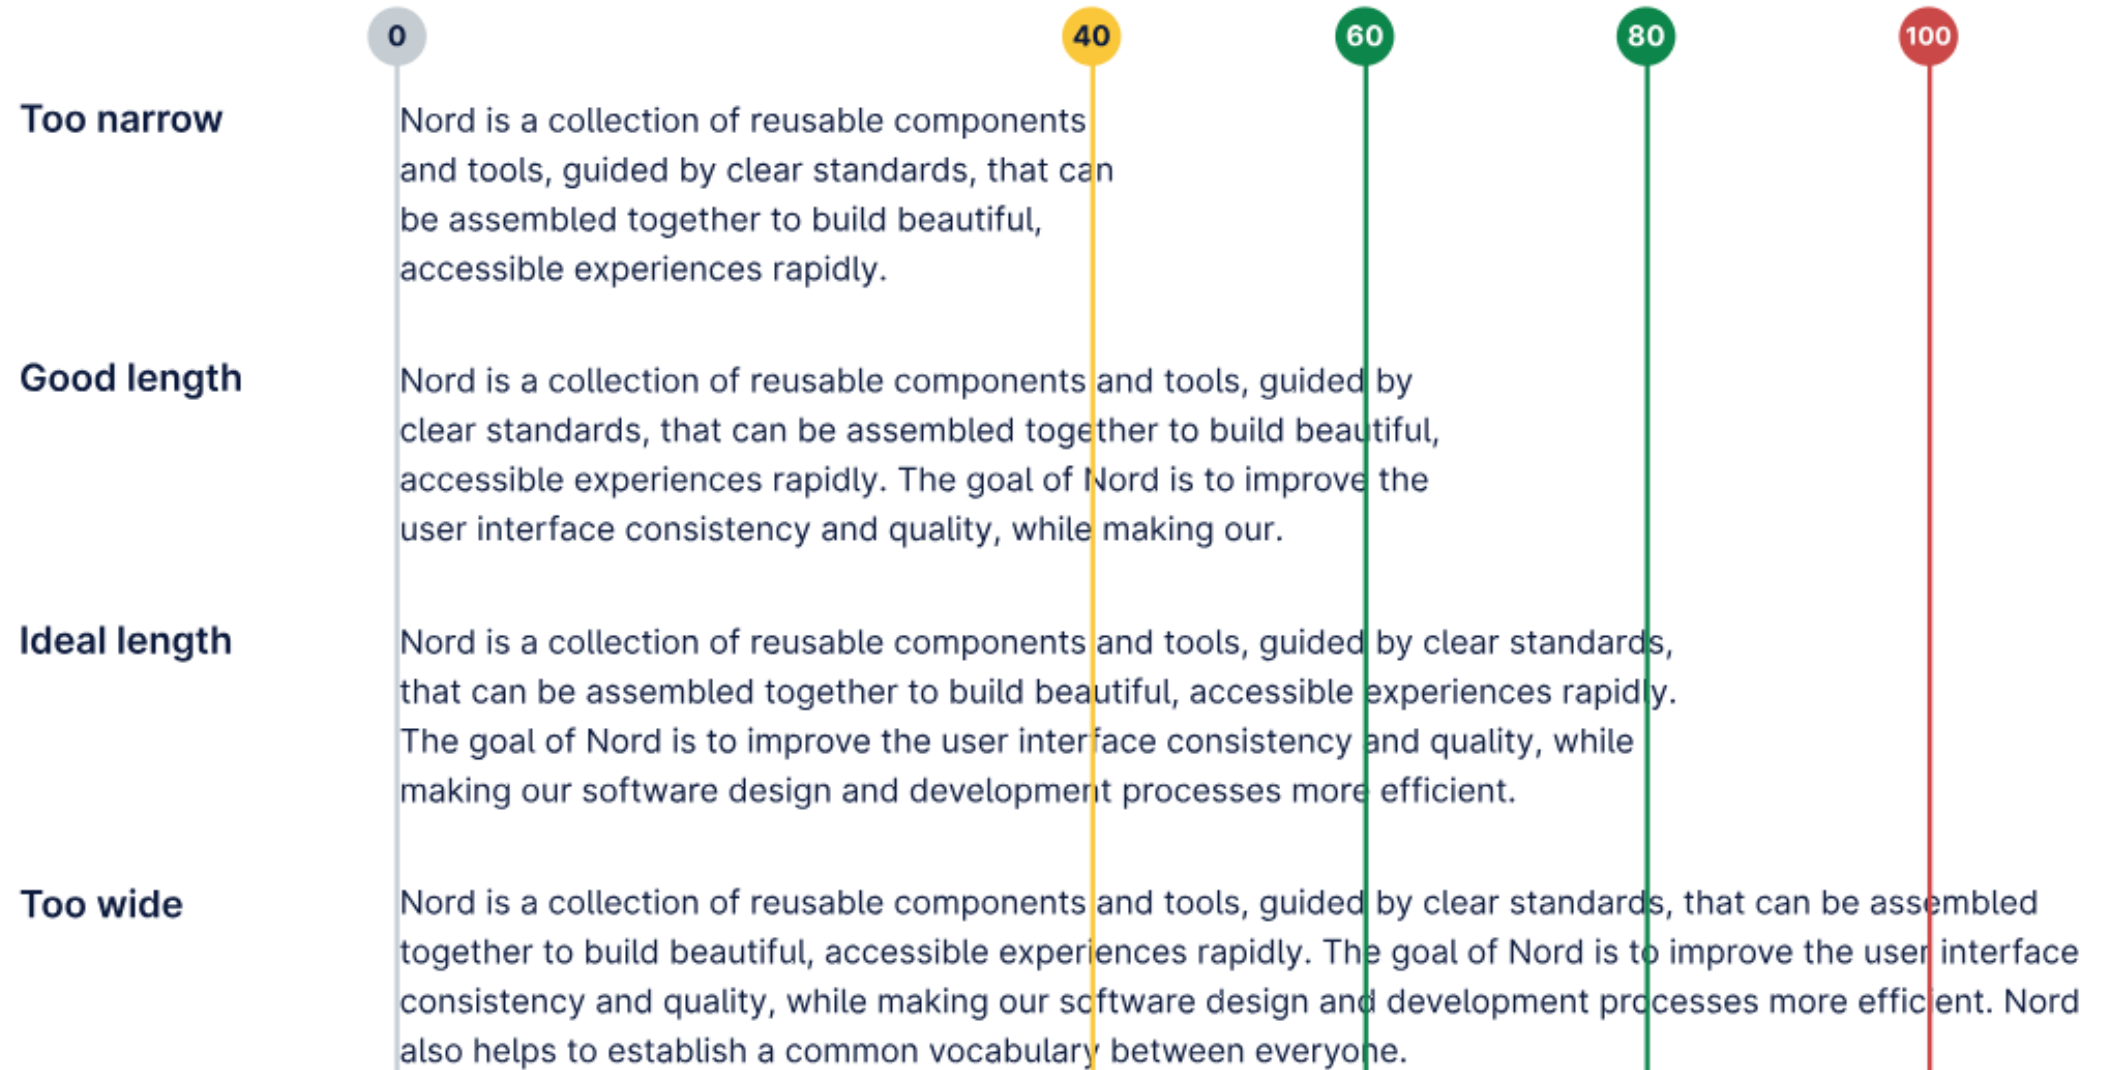 0 40 60 80 100
Too narrow
Nord is a collection of reusable components
and tools, guided by clear standards, that can
be assembled together to build beautiful,
accessible experiences rapidly.
Good length
Nord is a collection of reusable components and tools, guided by
clear standards, that can be assembled together to build beautiful,
accessible experiences rapidly. The goal of Nord is to improve the
user interface consistency and quality, while making our.
Ideal length
Nord is a collection of reusable components and tools, guided by clear standards,
that can be assembled together to build beautiful, accessible experiences rapidly.
The goal of Nord is to improve the user interface consistency and quality, while
making our software design and development processes more efficient.
Too wide
Nord is a collection of reusable components and tools, guided by clear standards, that can be assembled
together to build beautiful, accessible experiences rapidly. The goal of Nord is to improve the user interface
consistency and quality, while making our software design and development processes more efficient. Nord
also helps to establish a common vocabulary between everyone.